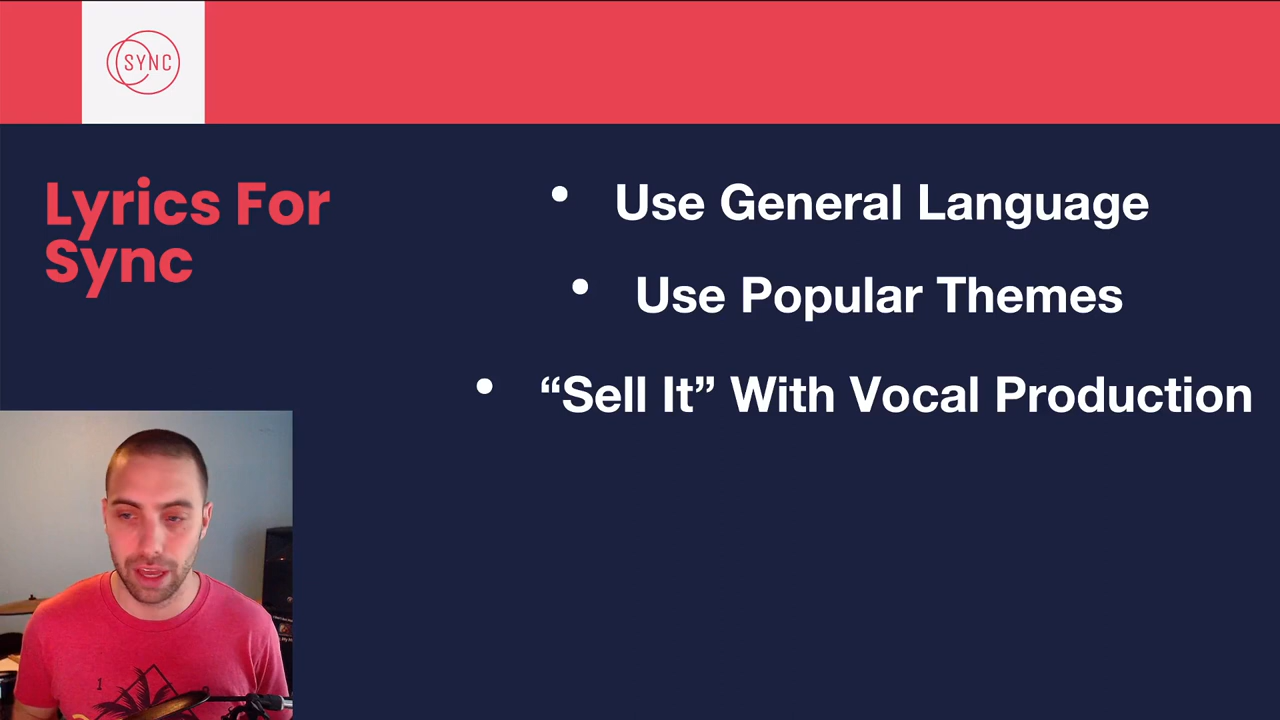 SYNC
Lyrics For
Sync
• Use General Language
• Use Popular Themes
• “Sell It” With Vocal Production